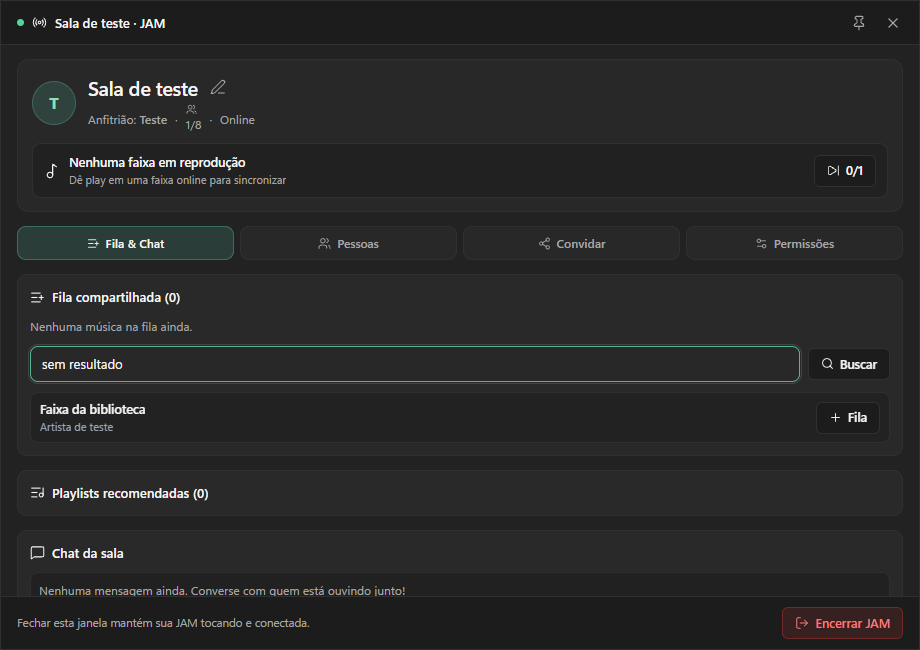 Sala de teste · JAM
T
Sala de teste
Anfitrião: Teste · 1/8 · Online
Nenhuma faixa em reprodução
Dê play em uma faixa online para sincronizar
0/1
Fila & Chat
Pessoas
Convidar
Permissões
Fila compartilhada (0)
Nenhuma música na fila ainda.
sem resultado
Buscar
Faixa da biblioteca
Artista de teste
+ Fila
Playlists recomendadas (0)
Chat da sala
Nenhuma mensagem ainda. Converse com quem está ouvindo junto!
Fechar esta janela mantém sua JAM tocando e conectada.
Encerrar JAM